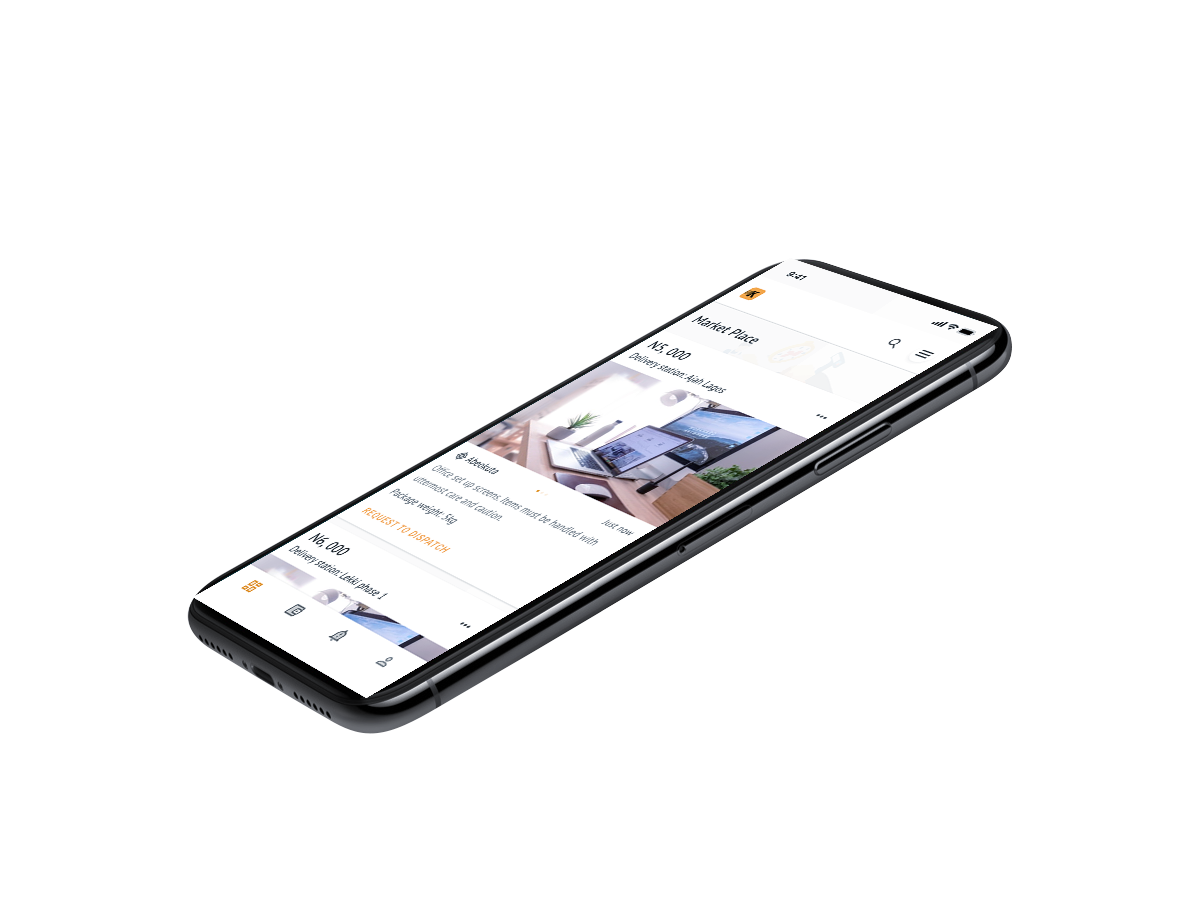 9:41
Market Place
N5, 000
Delivery station: Ajah Lagos
Abeokuta
Just now
Office set up screens. Items must be handled with
uttermost care and caution.
Package weight: 5kg
REQUEST TO DISPATCH
N6, 000
Delivery station: Lekki phase 1